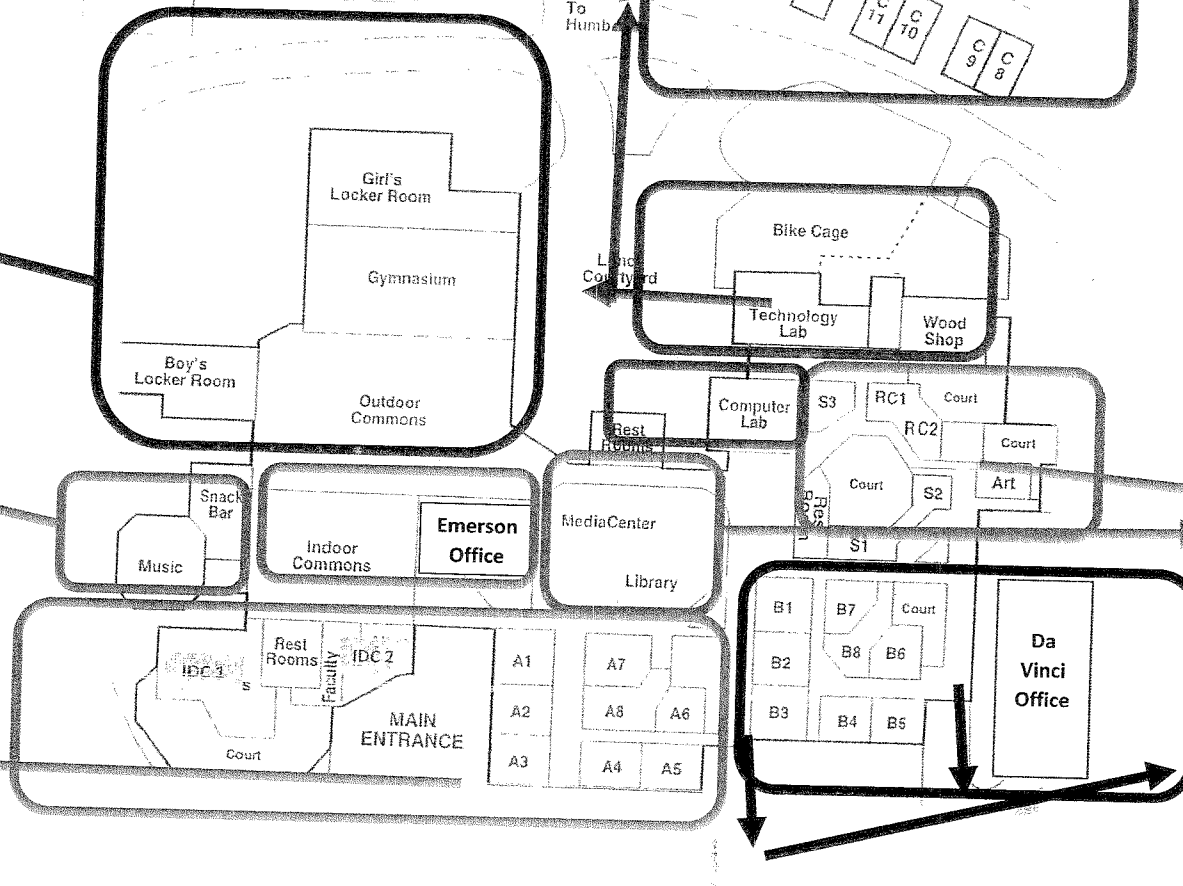 To
C
11
C
10
C
9
C
8
Girl's
Locker Room
Gymnasium
Boy's
Locker Room
Outdoor
Commons
Bike Cage
Technology
Lab
Wood
Shop
Computer
Lab
S3
RC1
RC2
Court
Court
Rest
Rooms
Court
S2
Art
S1
Snack
Bar
Music
Indoor
Commons
Emerson
Office
MediaCenter
Library
Rest
Rooms
Faculty
IDC 2
Court
MAIN
ENTRANCE
A1
A2
A3
A7
A8
A6
A4
A5
B1
B2
B3
B7
B8
B6
B4
B5
Court
Da
Vinci
Office